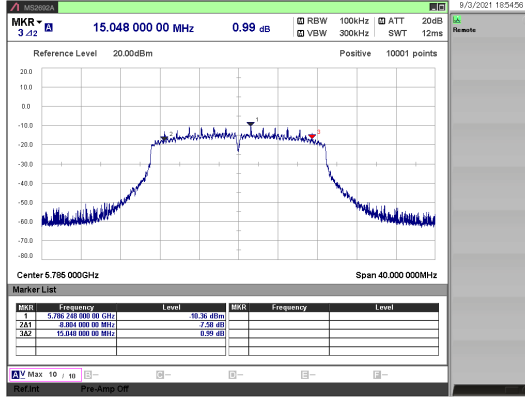 MS2692A
9/3/2021 18:54:56
MKR
3 Δ2 A
15.048 000 00 MHz
0.99 dB
A RBW 100kHz A ATT 20dB
A VBW 300kHz SWT 12ms
Remote
Reference Level 20.00dBm
Positive 10001 points
20.0
10.0
0.0
-10.0
-20.0
-30.0
-40.0
-50.0
-60.0
-70.0
-80.0
1
2
3
Center 5.785 000GHz
Span 40.000 000MHz
Marker List
MKR Frequency Level MKR Frequency Level
1 5.786 248 000 00 GHz -10.36 dBm
2Δ1 -8.804 000 00 MHz -7.58 dB
3Δ2 15.048 000 00 MHz 0.99 dB
A V Max 10 / 10
Ref.Int Pre-Amp Off